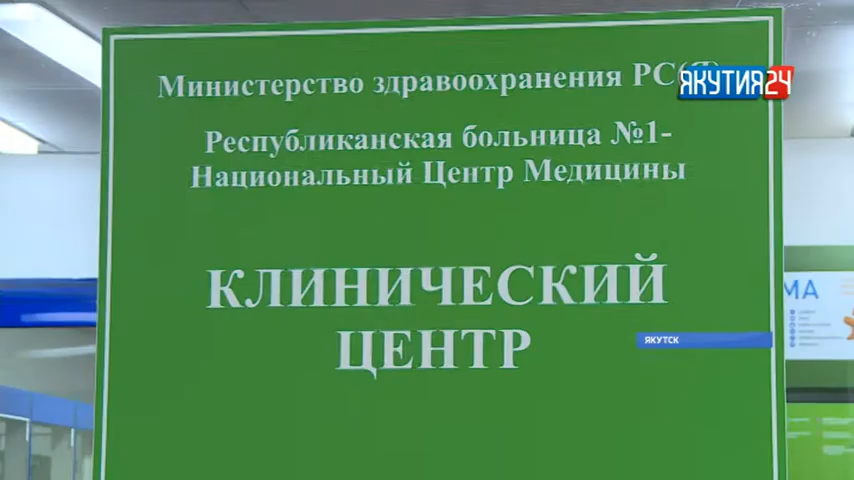 Министерство здравоохранения РС(Я)
ЯКУТИЯ24
Республиканская больница №1-
Национальный Центр Медицины
КЛИНИЧЕСКИЙ
ЦЕНТР
МА
ЯКУТСК